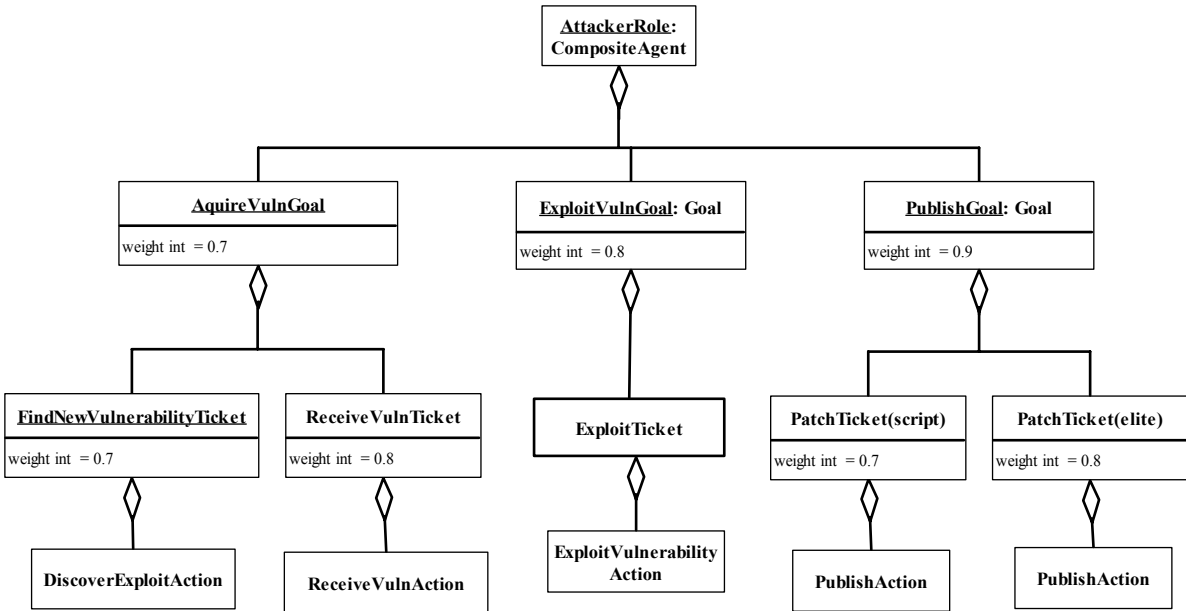 AttackerRole:
CompositeAgent
AquireVulnGoal
weight int = 0.7
ExploitVulnGoal: Goal
weight int = 0.8
PublishGoal: Goal
weight int = 0.9
FindNewVulnerabilityTicket
weight int = 0.7
ReceiveVulnTicket
weight int = 0.8
ExploitTicket
PatchTicket(script)
weight int = 0.7
PatchTicket(elite)
weight int = 0.8
DiscoverExploitAction
ReceiveVulnAction
ExploitVulnerability
Action
PublishAction
PublishAction